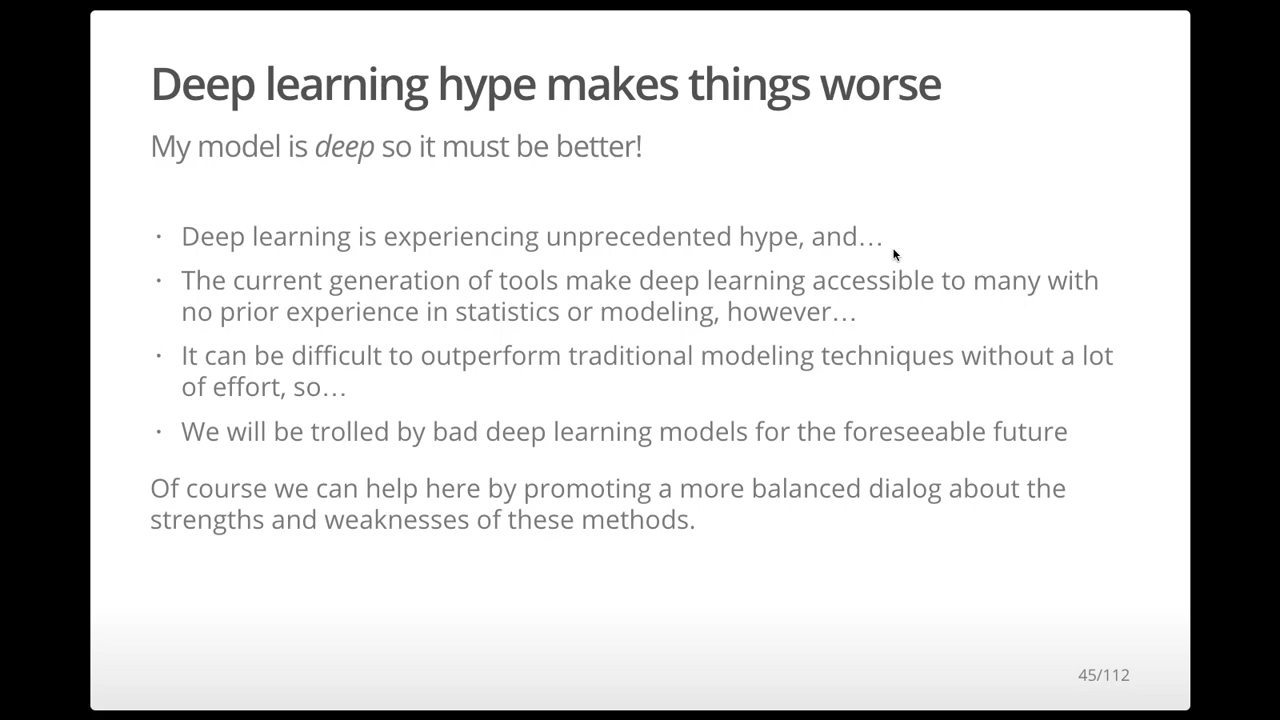 Deep learning hype makes things worse
My model is deep so it must be better!
· Deep learning is experiencing unprecedented hype, and…
· The current generation of tools make deep learning accessible to many with
no prior experience in statistics or modeling, however…
· It can be difficult to outperform traditional modeling techniques without a lot
of effort, so…
· We will be trolled by bad deep learning models for the foreseeable future
Of course we can help here by promoting a more balanced dialog about the
strengths and weaknesses of these methods.
45/112